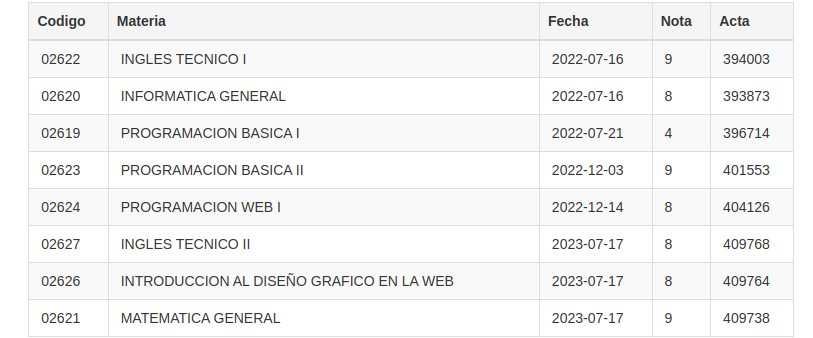 Codigo Materia Fecha Nota Acta
02622 INGLES TECNICO I 2022-07-16 9 394003
02620 INFORMATICA GENERAL 2022-07-16 8 393873
02619 PROGRAMACION BASICA I 2022-07-21 4 396714
02623 PROGRAMACION BASICA II 2022-12-03 9 401553
02624 PROGRAMACION WEB I 2022-12-14 8 404126
02627 INGLES TECNICO II 2023-07-17 8 409768
02626 INTRODUCCION AL DISEÑO GRAFICO EN LA WEB 2023-07-17 8 409764
02621 MATEMATICA GENERAL 2023-07-17 9 409738